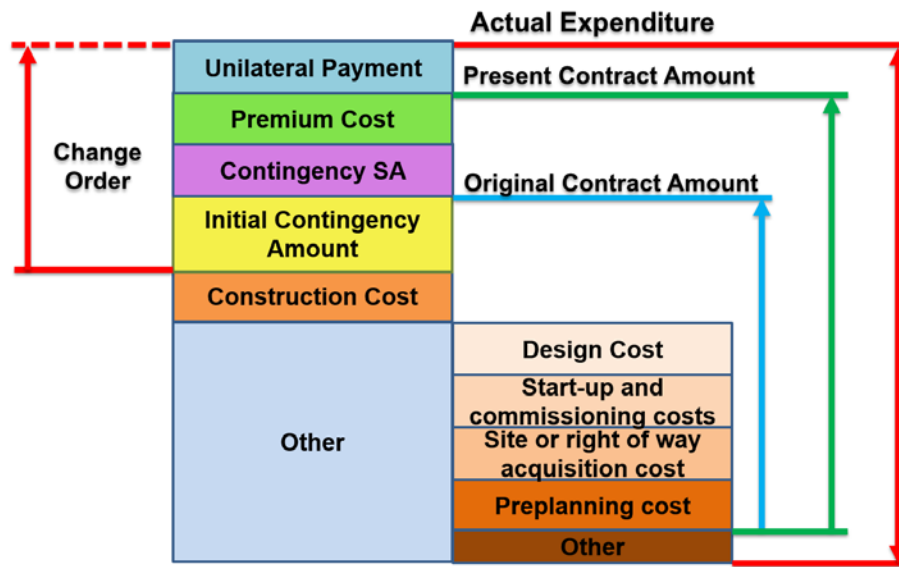 Actual Expenditure
Unilateral Payment
Present Contract Amount
Premium Cost
Change
Order
Contingency SA
Original Contract Amount
Initial Contingency
Amount
Construction Cost
Design Cost
Start-up and
commissioning costs
Other
Site or right of way
acquisition cost
Preplanning cost
Other